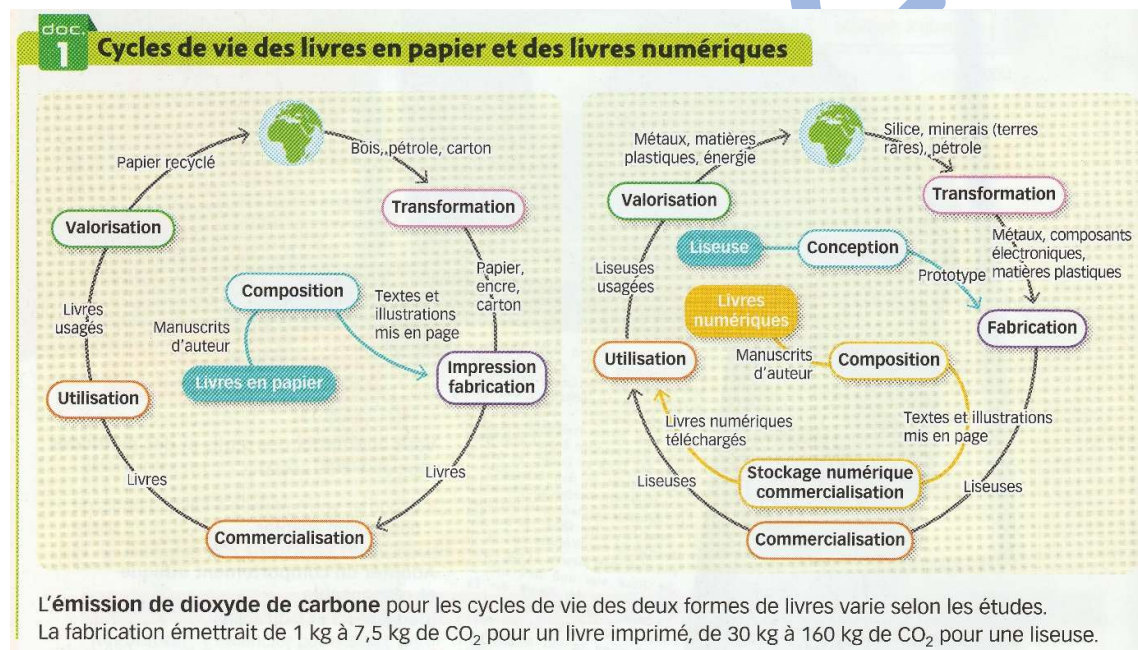 doc.
1
Cycles de vie des livres en papier et des livres numériques
Bois, pétrole, carton
Transformation
Papier,
encre,
carton
Impression
fabrication
Livres
Commercialisation
Livres
Utilisation
Livres
usagés
Valorisation
Papier recyclé
Composition
Textes et
illustrations
mis en page
Manuscrits
d'auteur
Livres en papier
Silice, minerais (terres
rares), pétrole
Transformation
Métaux, composants
électroniques,
matières plastiques
Fabrication
Liseuses
Commercialisation
Liseuses
Utilisation
Liseuses
usagées
Valorisation
Métaux, matières
plastiques, énergie
Liseuse
Conception
Prototype
Livres
numériques
Manuscrits
d'auteur
Composition
Textes et illustrations
mis en page
Stockage numérique
commercialisation
Livres numériques
téléchargés
L'émission de dioxyde de carbone pour les cycles de vie des deux formes de livres varie selon les études.
La fabrication émettrait de 1 kg à 7,5 kg de CO₂ pour un livre imprimé, de 30 kg à 160 kg de CO₂ pour une liseuse.